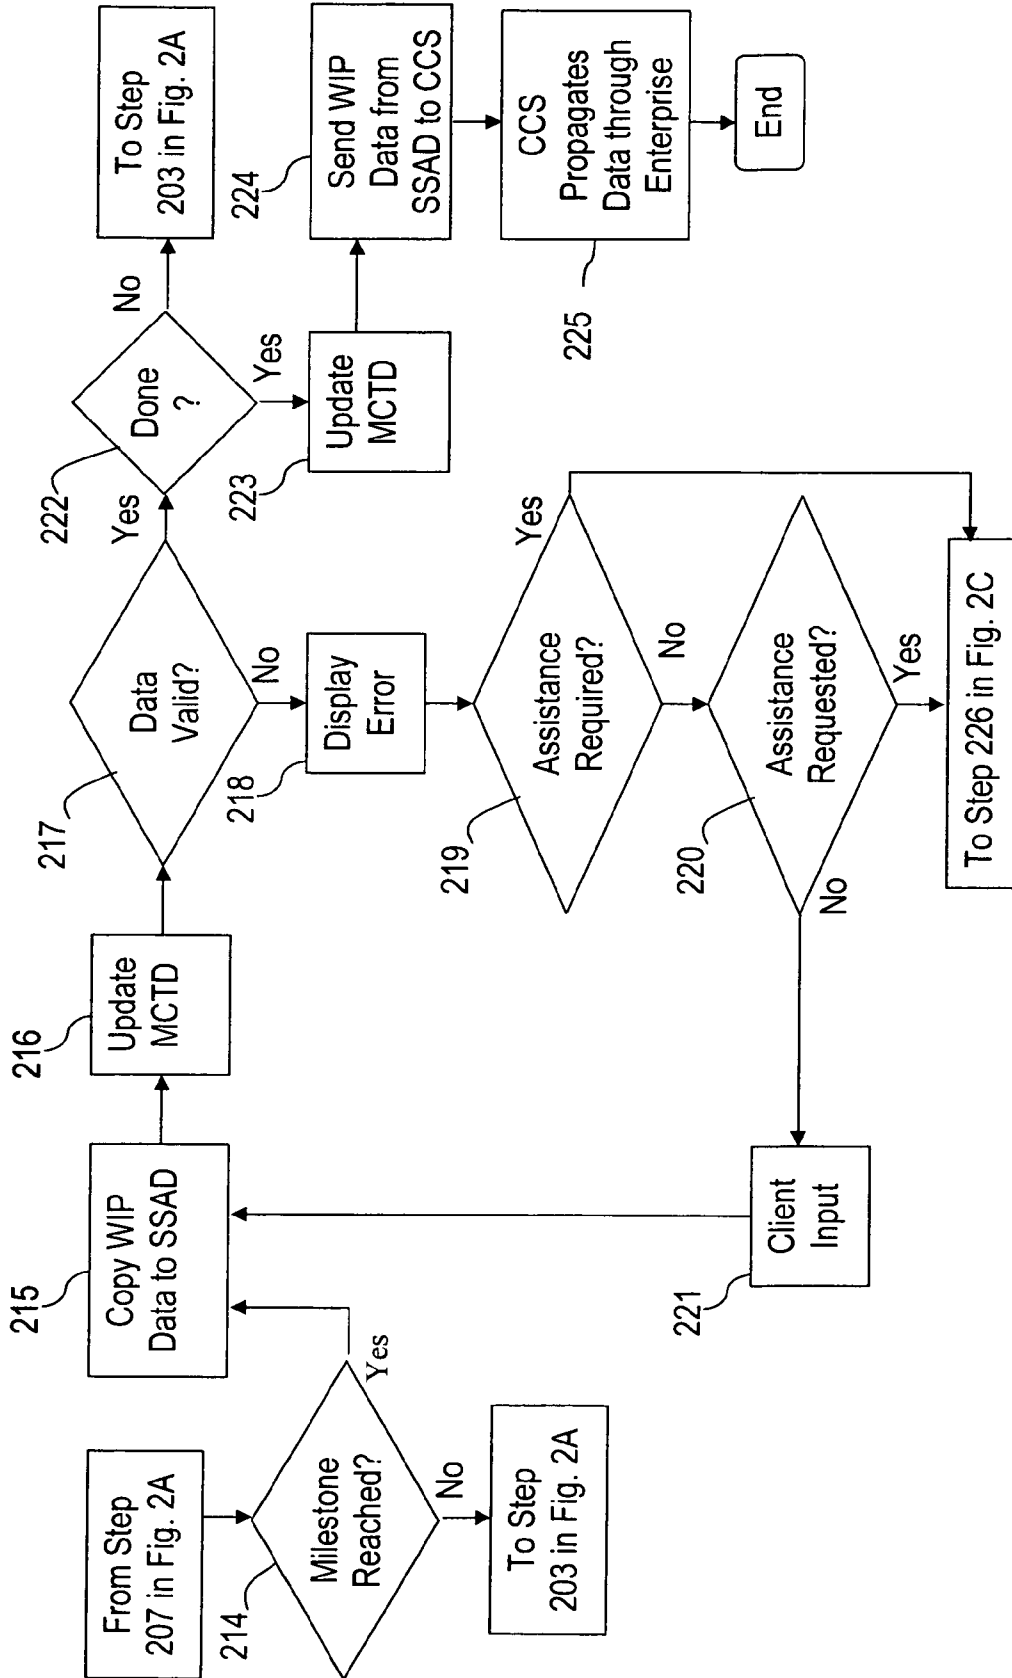 From Step
207 in Fig. 2A
214
Milestone
Reached?
Yes
No
To Step
203 in Fig. 2A
215
Copy WIP
Data to SSAD
216
Update
MCTD
217
Data
Valid?
Yes
No
218
Display
Error
219
Assistance
Required?
Yes
No
220
Assistance
Requested?
No
Yes
221
Client
Input
To Step 226 in Fig. 2C
222
Done
?
No
Yes
To Step
203 in Fig. 2A
223
Update
MCTD
224
Send WIP
Data from
SSAD to CCS
225
CCS
Propagates
Data through
Enterprise
End